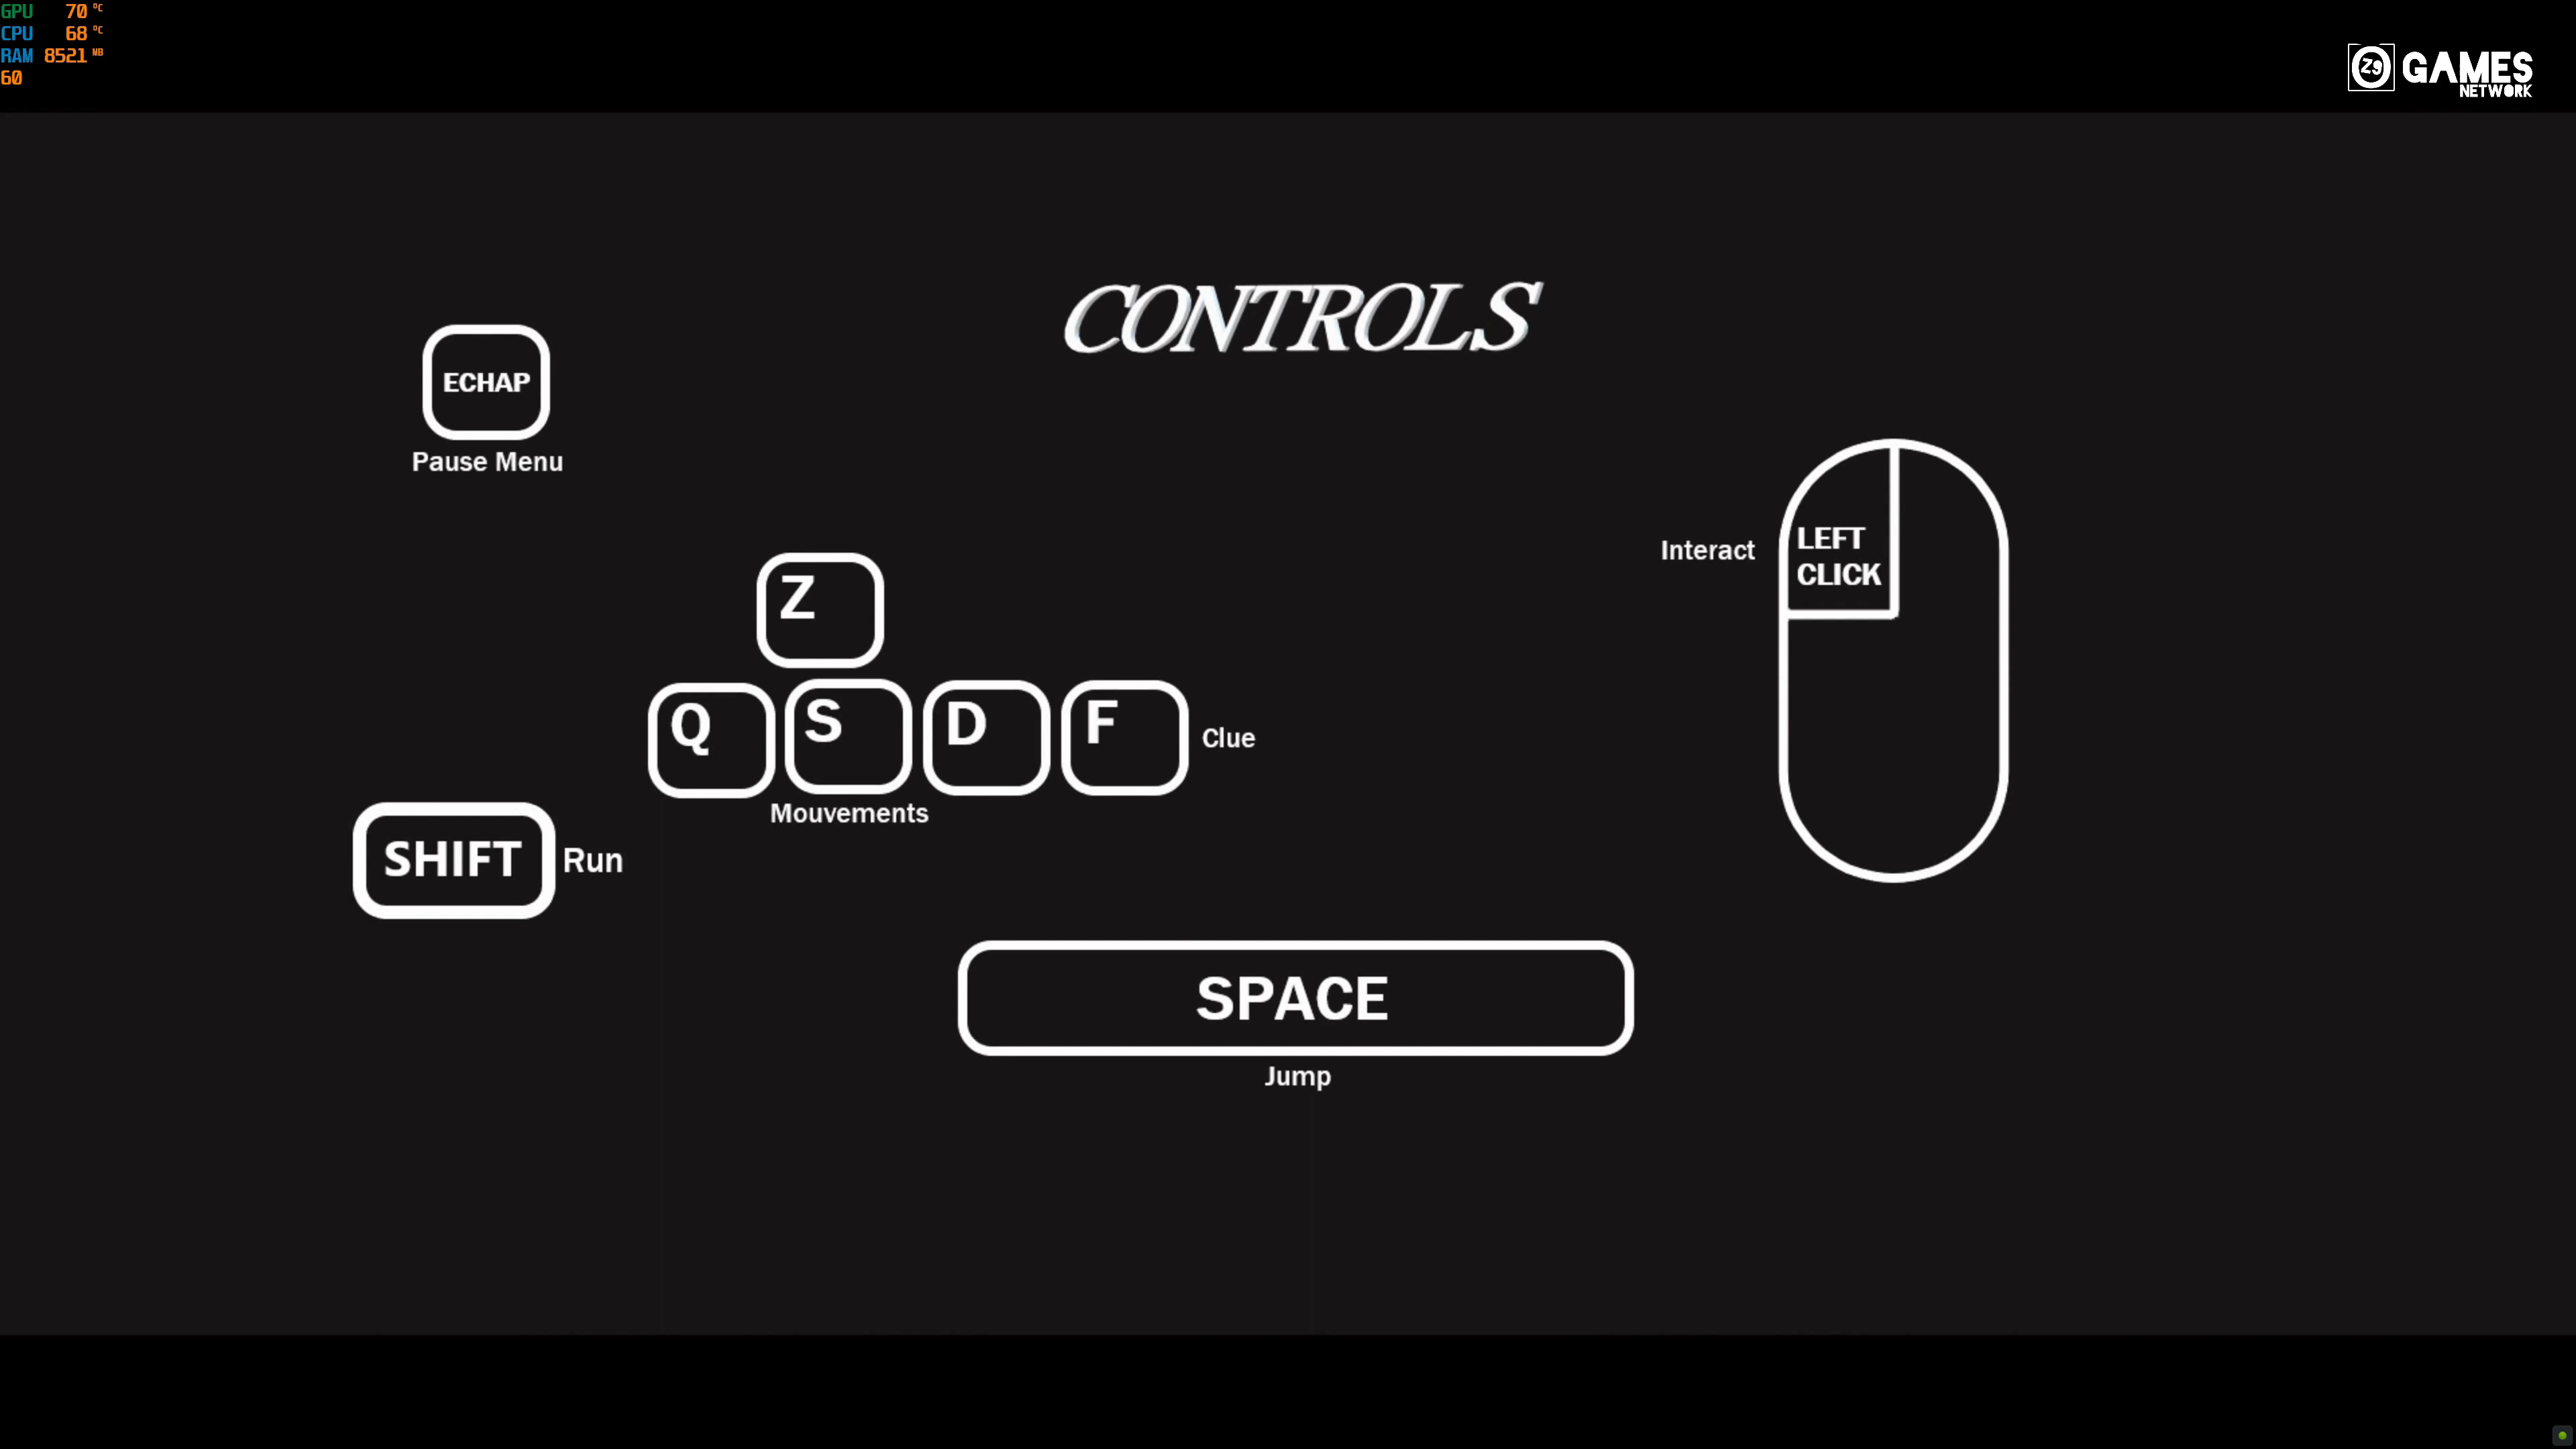 GPU 70 °C
CPU 68 °C
RAM 8521 MB
60
Z9 GAMES
NETWORK
CONTROLS
ECHAP
Pause Menu
LEFT
CLICK
Interact
Z
Q S D F Clue
Mouvements
SHIFT Run
SPACE
Jump